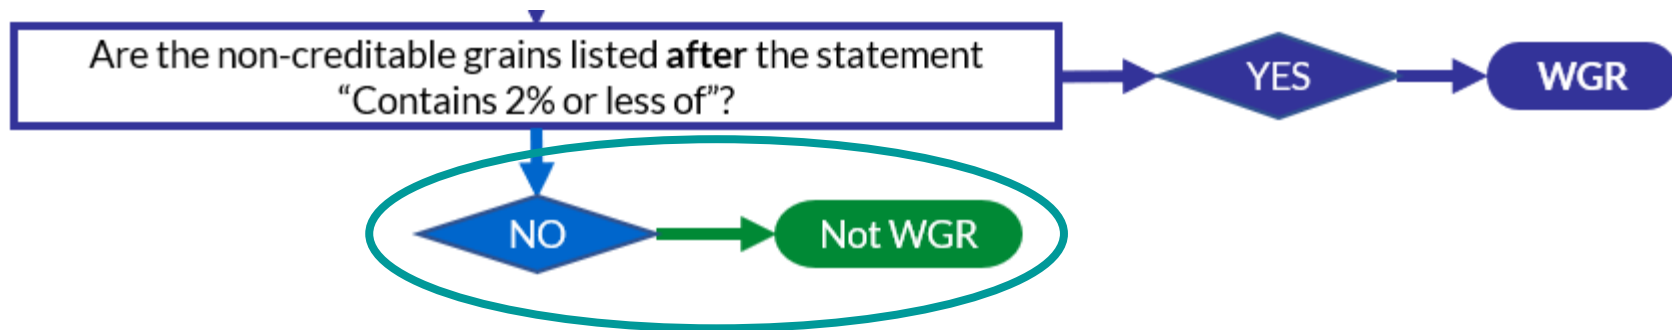 Are the non-creditable grains listed after the statement
“Contains 2% or less of”?
YES
WGR
NO
Not WGR